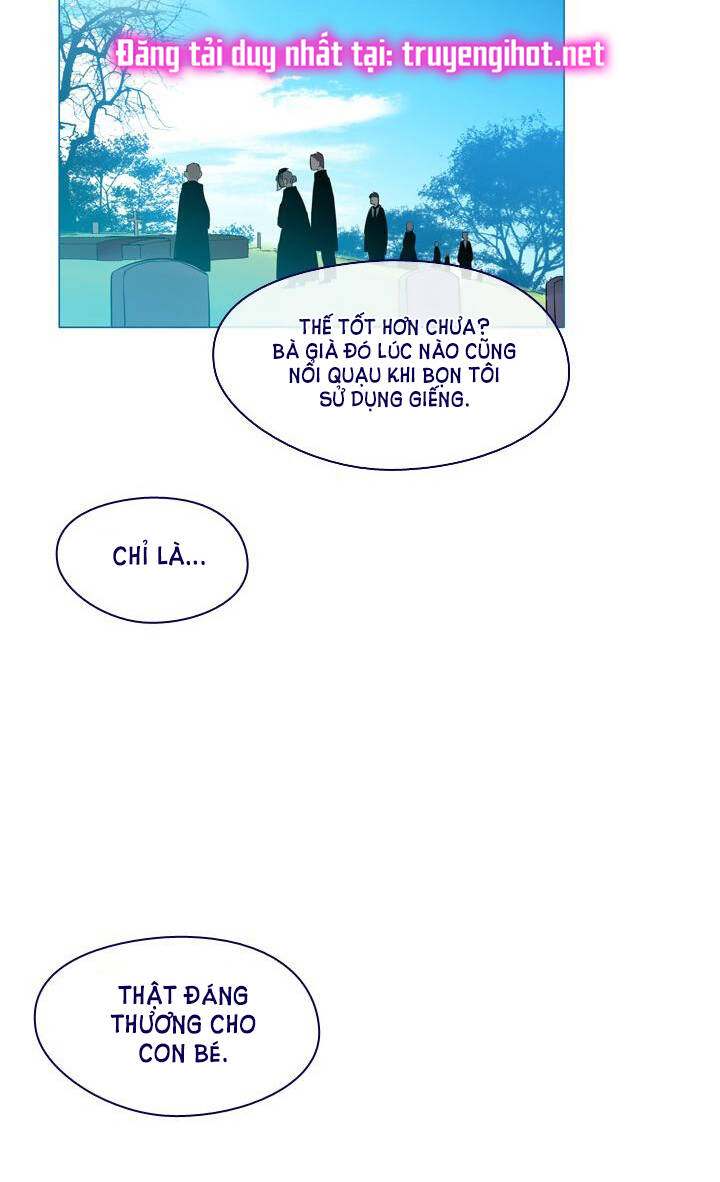 Đăng tải duy nhất tại: truyengihot.net
THẾ TỐT HƠN CHƯA?
BÀ GIÀ ĐÓ LÚC NÀO CŨNG
NỔI QUẠU KHI BỌN TÔI
SỬ DỤNG GIẾNG.
CHỈ LÀ...
THẬT ĐÁNG
THƯƠNG CHO
CON BÉ.